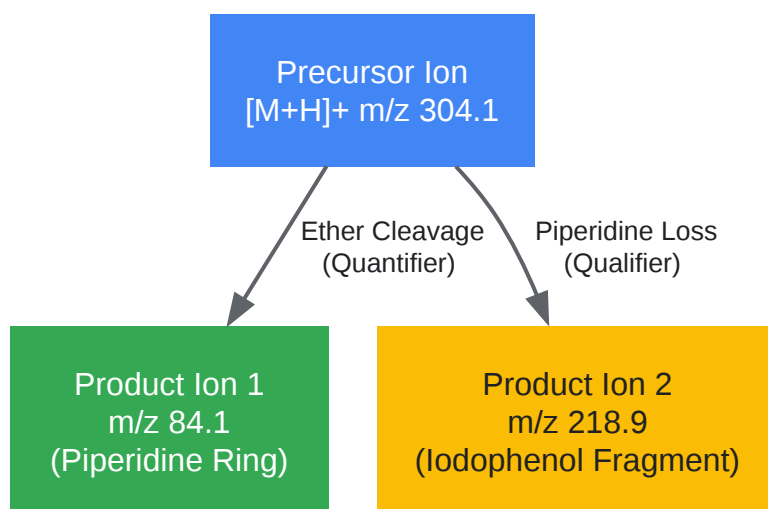 Precursor Ion
[M+H]+ m/z 304.1
Ether Cleavage
(Quantifier)
Piperidine Loss
(Qualifier)
Product Ion 1
m/z 84.1
(Piperidine Ring)
Product Ion 2
m/z 218.9
(Iodophenol Fragment)